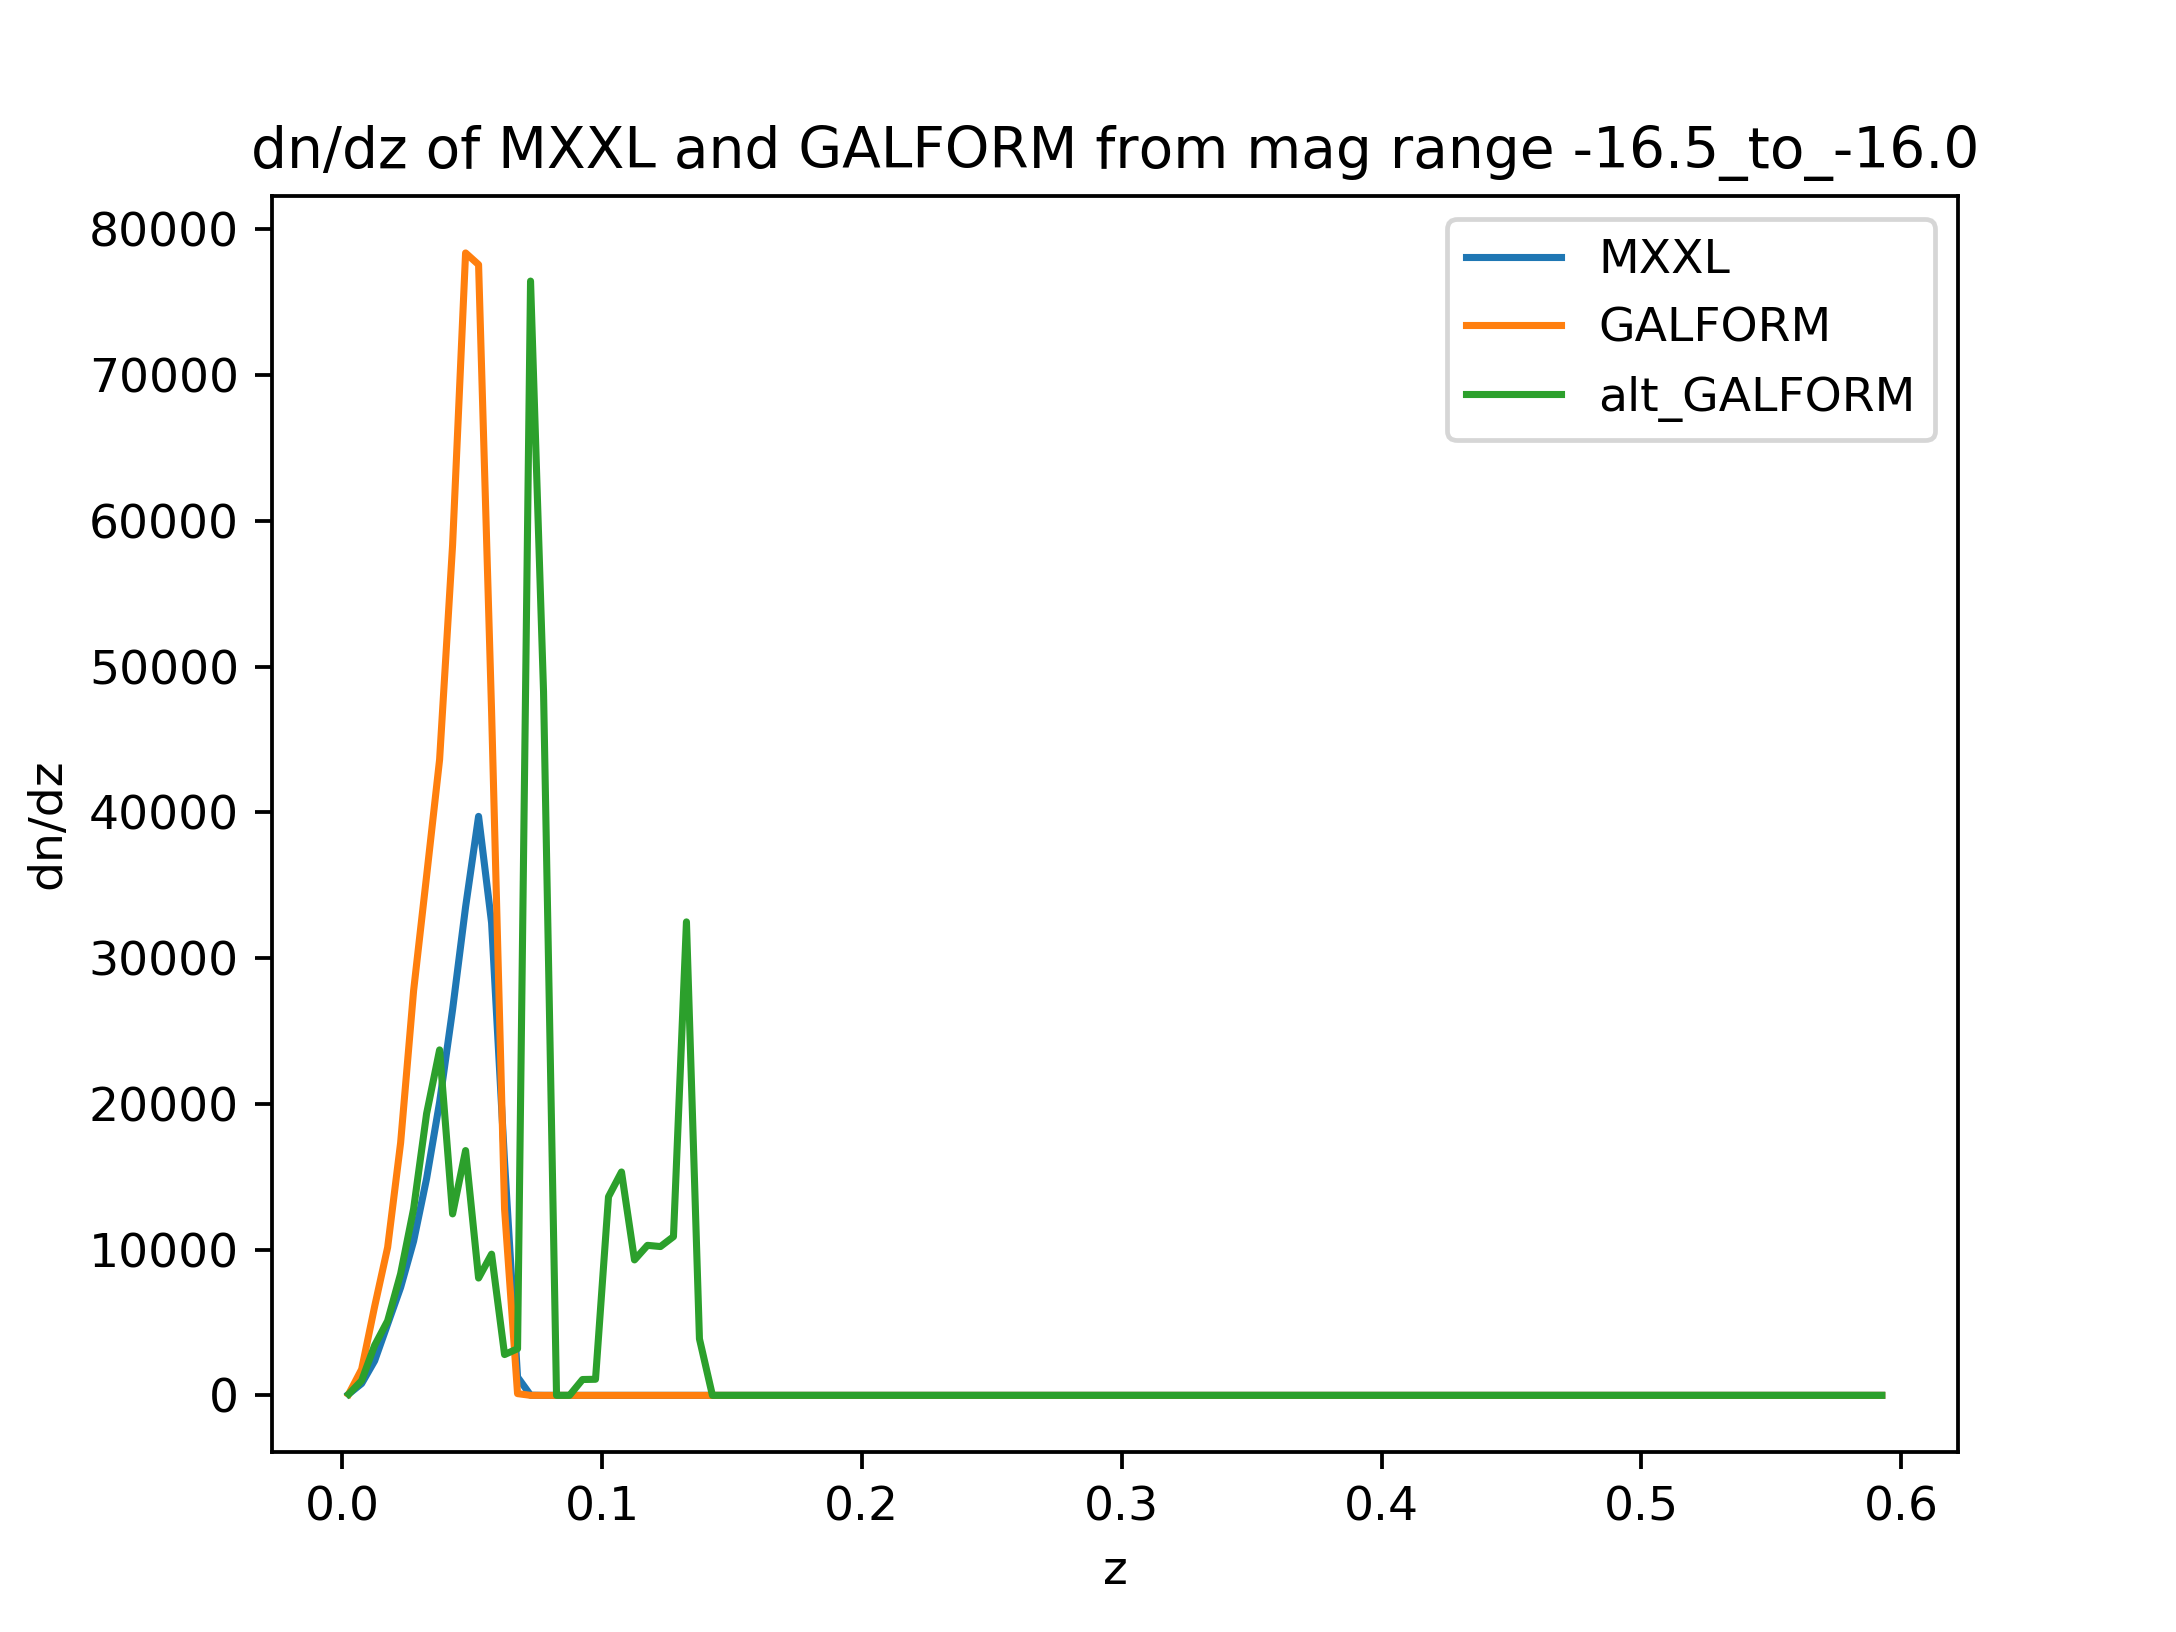 dn/dz of MXXL and GALFORM from mag range -16.5_to_-16.0
MXXL
GALFORM
alt_GALFORM
80000
70000
60000
50000
40000
30000
20000
10000
0
dn/dz
0.0 0.1 0.2 0.3 0.4 0.5 0.6
z